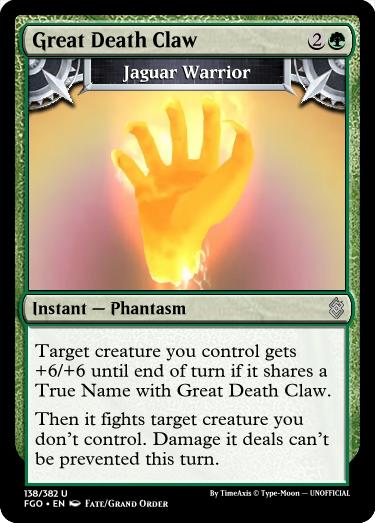 Great Death Claw 2
Jaguar Warrior
Instant — Phantasm
Target creature you control gets
+6/+6 until end of turn if it shares a
True Name with Great Death Claw.
Then it fights target creature you
don't control. Damage it deals can't
be prevented this turn.
138/382 U
FGO • EN Fate/Grand Order
By TimeAxis © Type-Moon — UNOFFICIAL